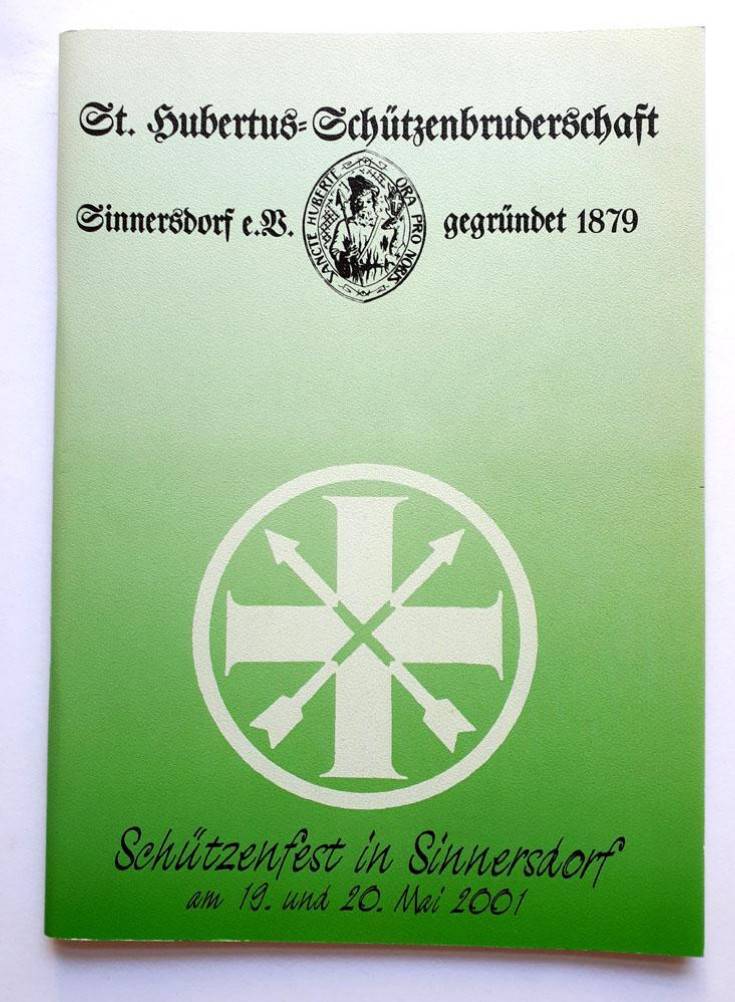 St. Hubertus-Schützenbruderschaft
Sinnersdorf e.V. gegründet 1879
SANCTE HUBERTE ORA PRO NOBIS
Schützenfest in Sinnersdorf
am 19. und 20. Mai 2001